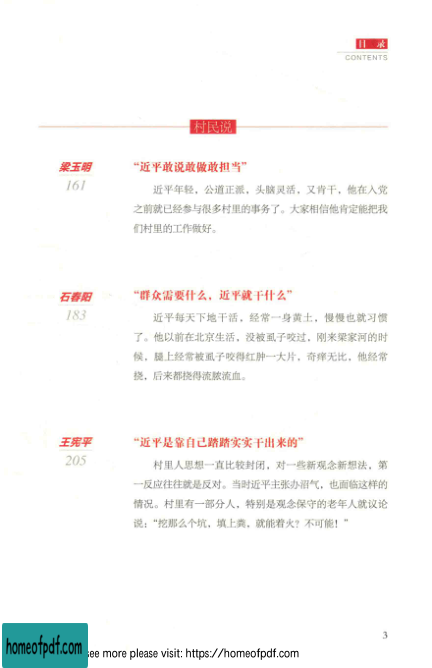 目 录
CONTENTS
村民说
梁玉明
161
“近平敢说敢做敢担当”
近平年轻，公道正派，头脑灵活，又肯干，他在入党
之前就已经参与很多村里的事务了。大家相信他肯定能把我
们村里的工作做好。
石春阳
183
“群众需要什么，近平就干什么”
近平每天下地干活，经常一身黄土，慢慢也就习惯
了。他以前在北京生活，没被虱子咬过，刚来梁家河的时
候，腿上经常被虱子咬得红肿一大片，奇痒无比，他经常
挠，后来都挠得流脓流血。
王宪平
205
“近平是靠自己踏踏实实干出来的”
村里人思想一直比较封闭，对一些新观念新想法，第
一反应往往就是反对。当时近平主张办沼气，也面临这样的
情况。村里有一部分人，特别是观念保守的老年人就议论
说：“挖那么个坑，填上粪，就能着火？不可能！”
3
homeofpdf.com
see more please visit: https://homeofpdf.com